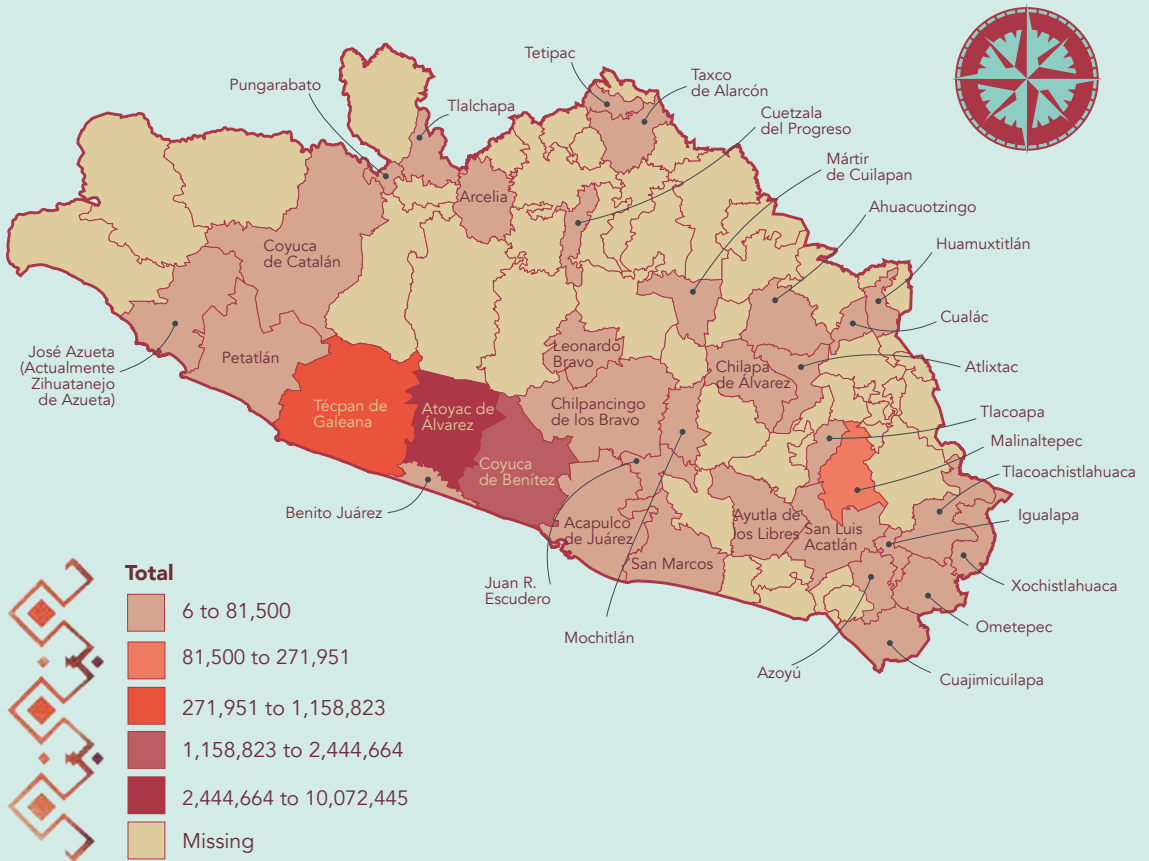 Tetipac
Taxco
de Alarcón
Pungarabato
Tlalchapa
Cuetzala
del Progreso
Mártir
de Cuilapan
Arcelia
Ahuacuotzingo
Huamuxtitlán
Coyuca
de Catalán
Cualác
José Azueta
(Actualmente
Zihuatanejo
de Azueta)
Petatlán
Leonardo
Bravo
Chilapa
de Álvarez
Atlixtac
Técpan de
Galeana
Atoyac de
Álvarez
Chilpancingo
de los Bravo
Tlacoapa
Malinaltepec
Coyuca
de Benítez
Tlacoachistlahuaca
Benito Juárez
Acapulco
de Juárez
Ayutla de
los Libres
San Luis
Acatlán
Igualapa
San Marcos
Juan R.
Escudero
Xochistlahuaca
Mochitlán
Ometepec
Azoyú
Cuajimicuilapa
Total
6 to 81,500
81,500 to 271,951
271,951 to 1,158,823
1,158,823 to 2,444,664
2,444,664 to 10,072,445
Missing